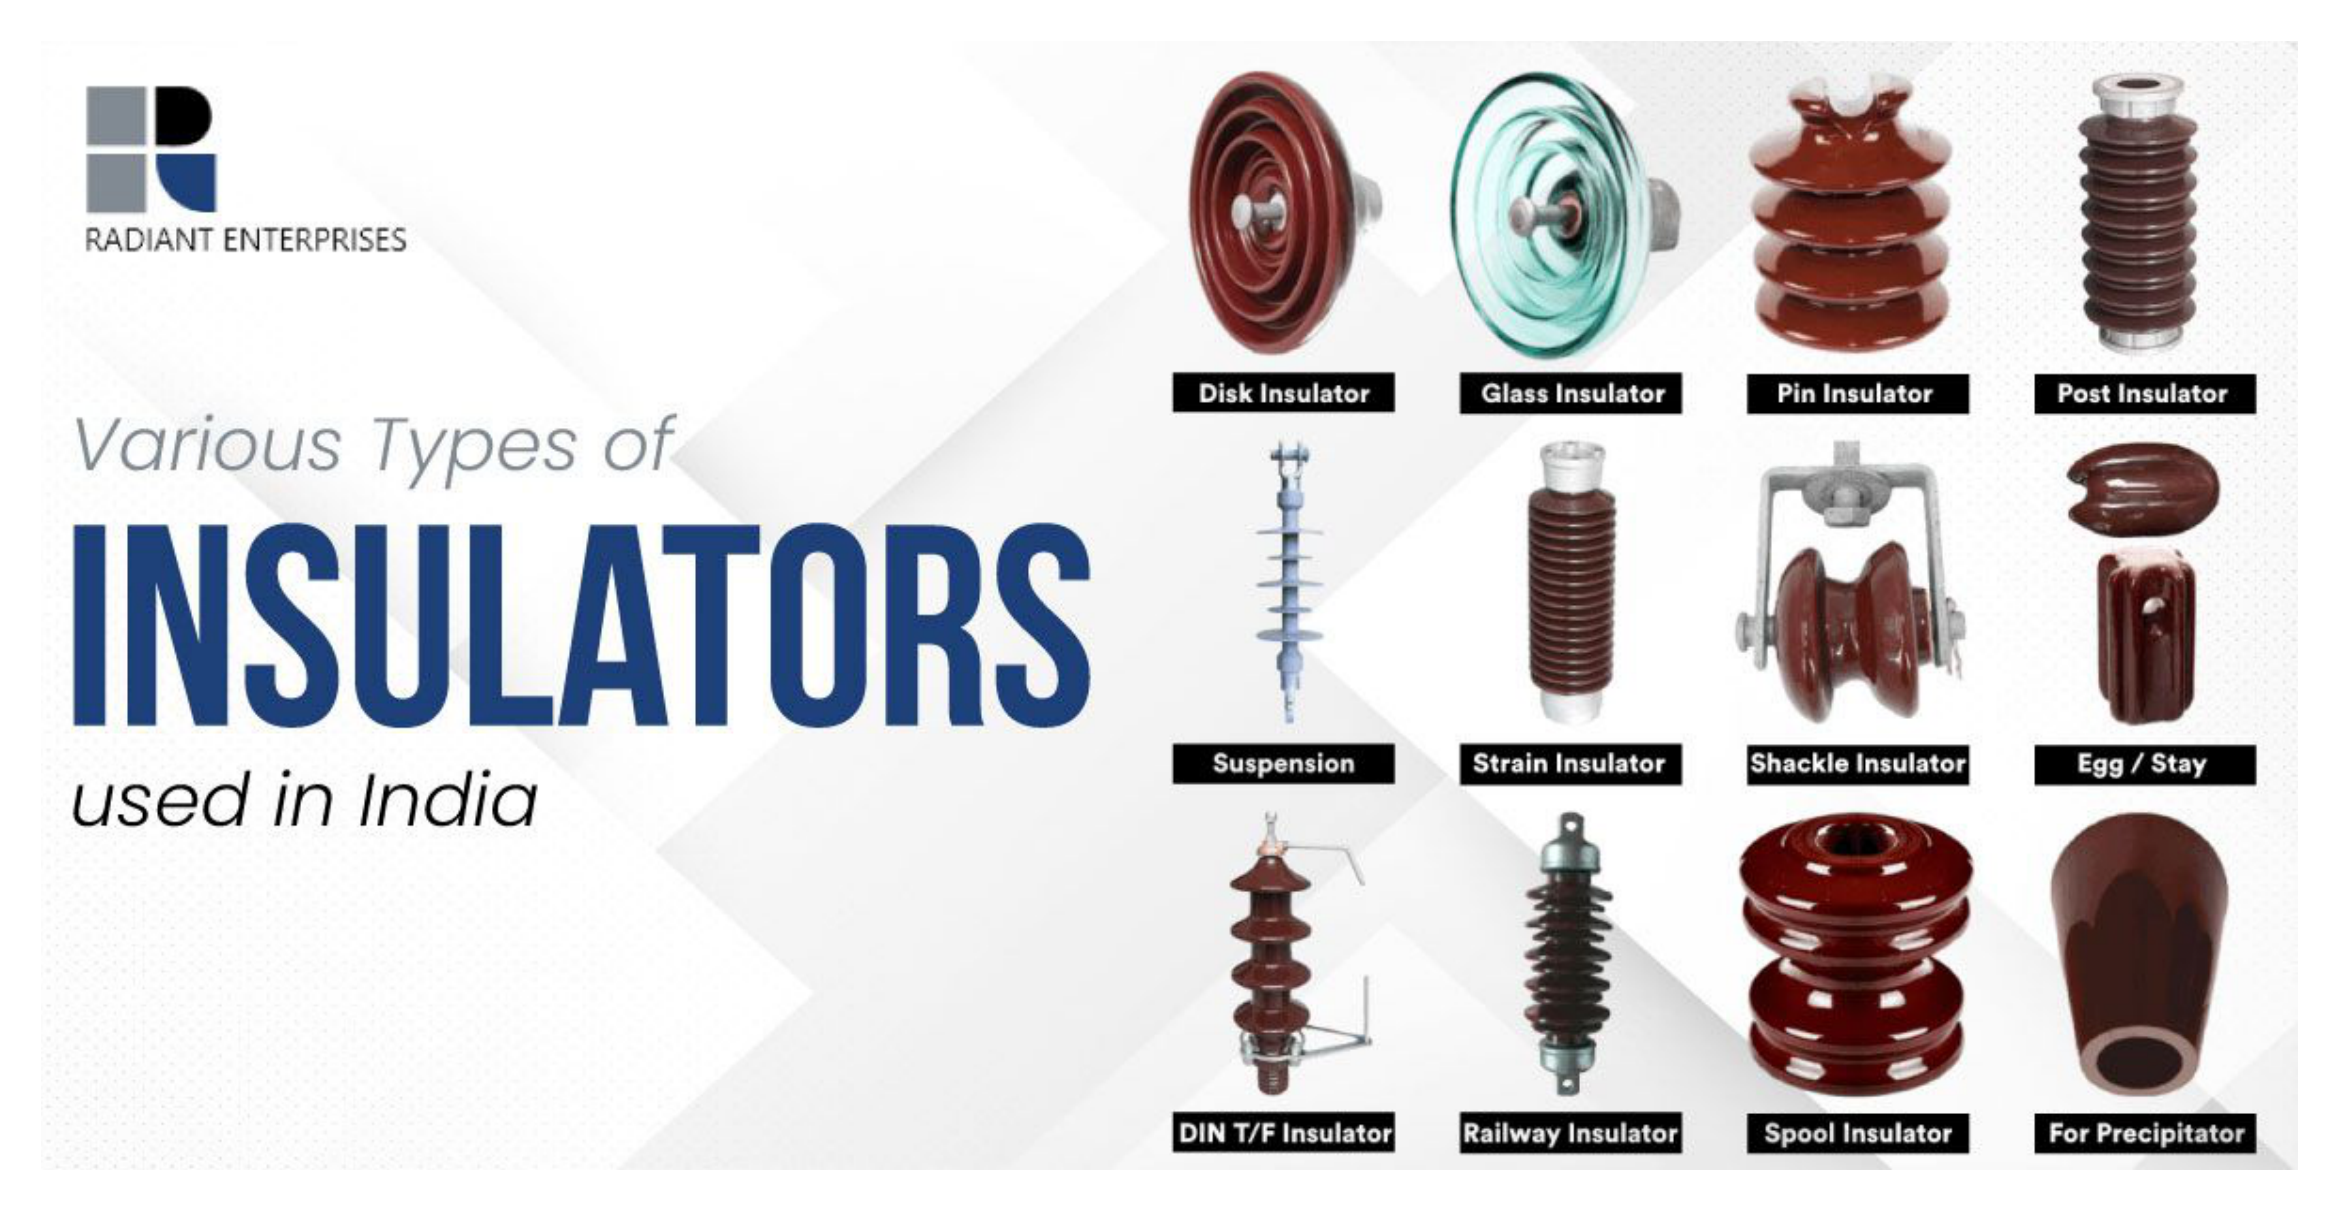 RADIANT ENTERPRISES
Various Types of
INSULATORS
used in India
Disk Insulator
Glass Insulator
Pin Insulator
Post Insulator
Suspension
Strain Insulator
Shackle Insulator
Egg / Stay
DIN T/F Insulator
Railway Insulator
Spool Insulator
For Precipitator